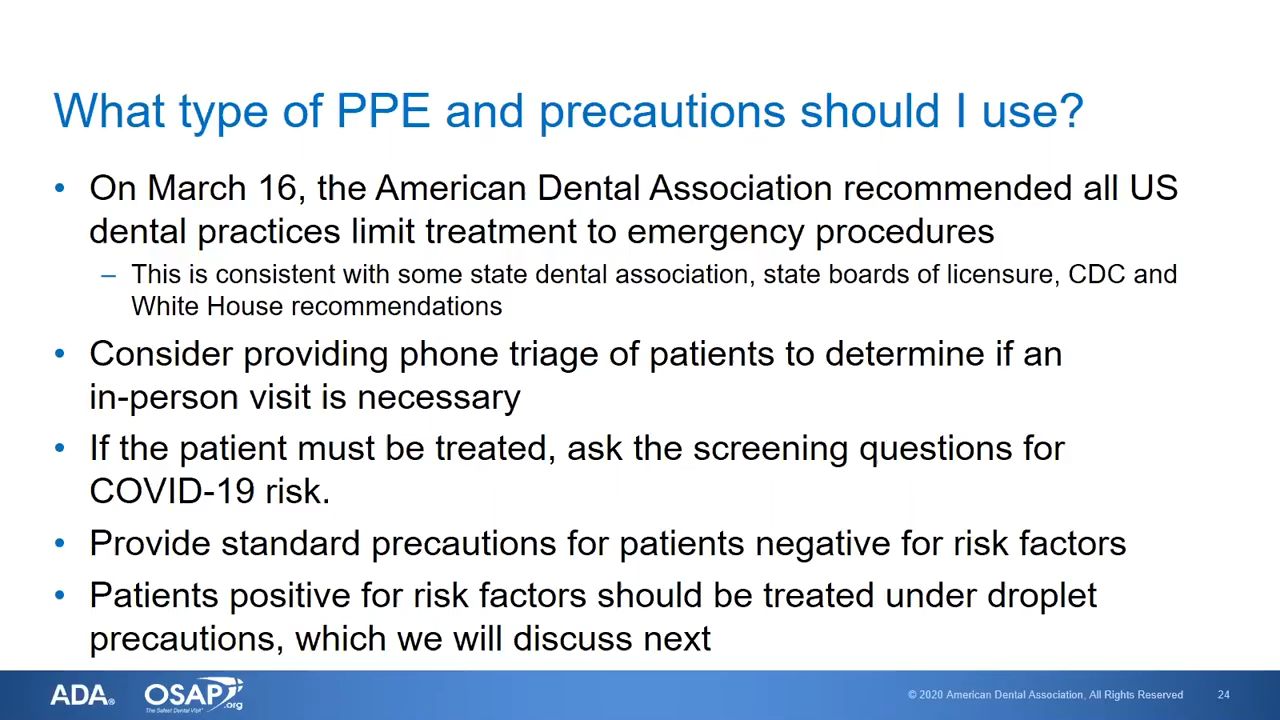 What type of PPE and precautions should I use?
• On March 16, the American Dental Association recommended all US
dental practices limit treatment to emergency procedures
– This is consistent with some state dental association, state boards of licensure, CDC and
White House recommendations
• Consider providing phone triage of patients to determine if an
in-person visit is necessary
• If the patient must be treated, ask the screening questions for
COVID-19 risk.
• Provide standard precautions for patients negative for risk factors
• Patients positive for risk factors should be treated under droplet
precautions, which we will discuss next
ADA®
OSAP.org
The Safest Dental Visit™
© 2020 American Dental Association, All Rights Reserved
24